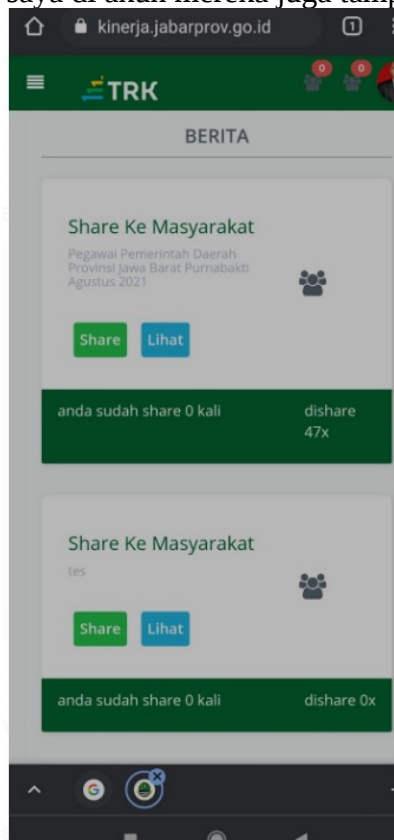 kinerja.jabarprov.go.id 1
0 0
TRK
BERITA
Share Ke Masyarakat
Pegawai Pemerintah Daerah
Provinsi Jawa Barat Purnabakti
Agustus 2021
Share Lihat
anda sudah share 0 kali dishare
47x
Share Ke Masyarakat
tes
Share Lihat
anda sudah share 0 kali dishare 0x